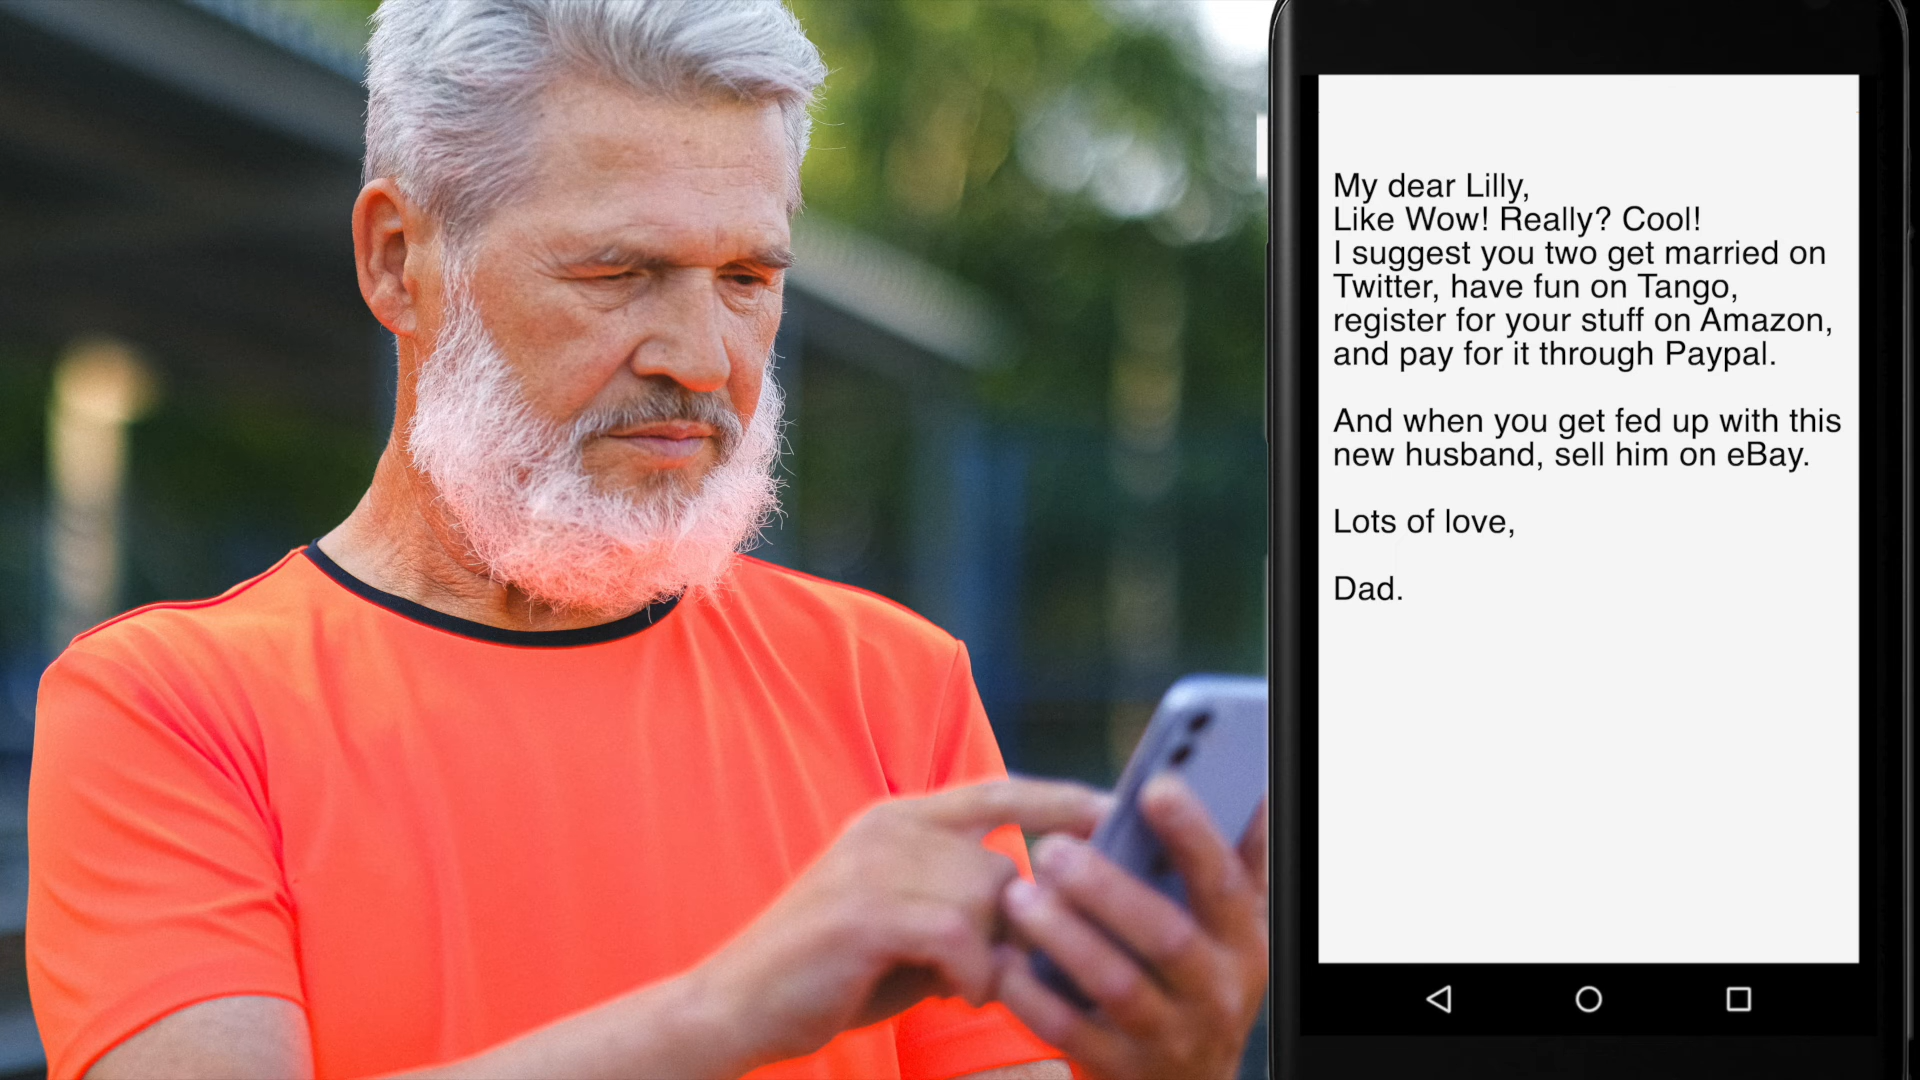 My dear Lilly,
Like Wow! Really? Cool!
I suggest you two get married on
Twitter, have fun on Tango,
register for your stuff on Amazon,
and pay for it through Paypal.
And when you get fed up with this
new husband, sell him on eBay.
Lots of love,
Dad.